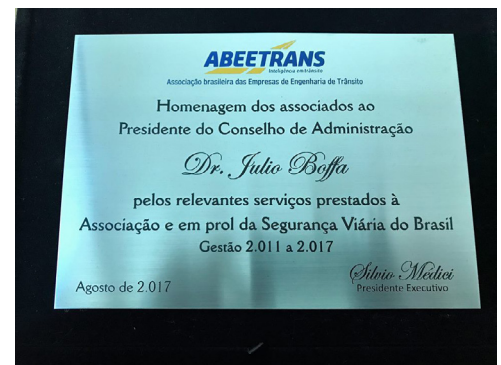 ABEETRANS
Inteligência em trânsito
Associação brasileira das Empresas de Engenharia de Trânsito
Homenagem dos associados ao
Presidente do Conselho de Administração
Dr. Julio Boffa
pelos relevantes serviços prestados à
Associação e em prol da Segurança Viária do Brasil
Gestão 2.011 a 2.017
Silvio Médici
Agosto de 2.017
Presidente Executivo